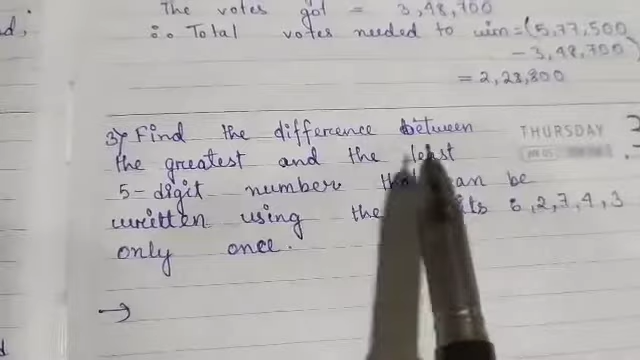 The votes got = 3,48,700
∴ Total votes needed to win = (5,77,500
- 3,48,700)
= 2,28,800
THURSDAY
3) Find the difference between
the greatest and the least
5-digit number that can be
written using the 6,2,7,4,3
only once.
→